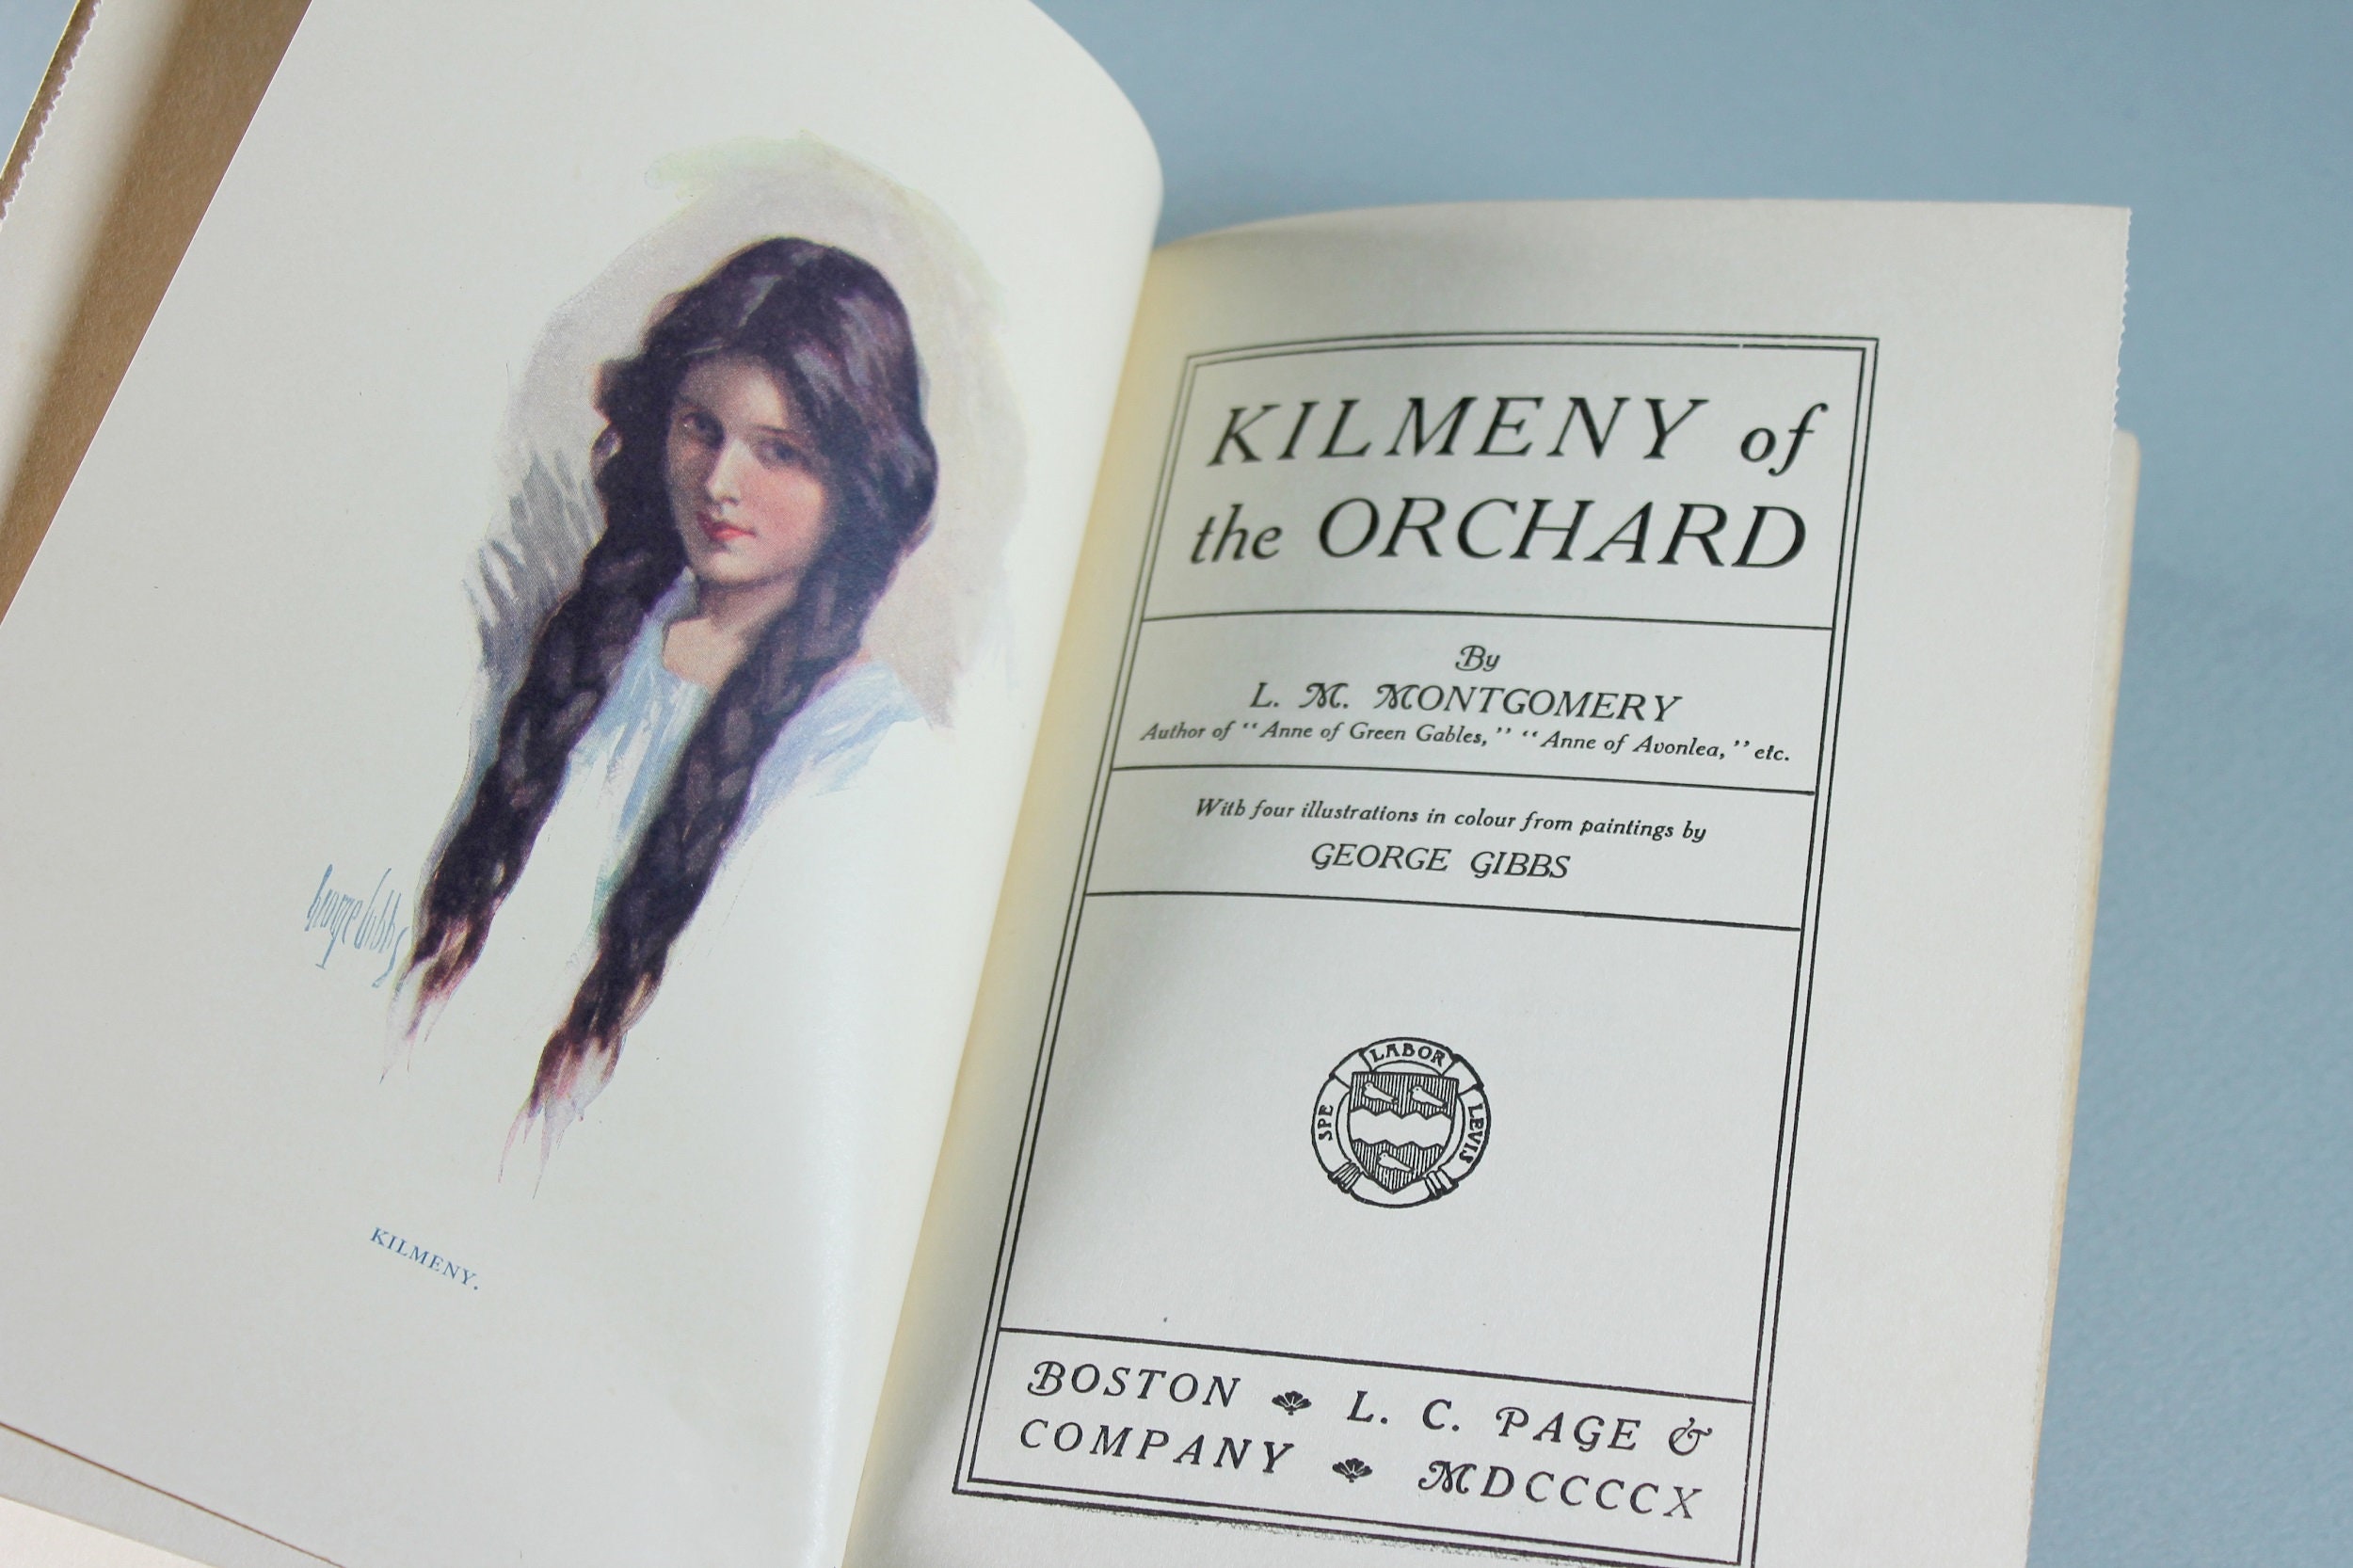 George Gibbs
KILMENY.
KILMENY of
the ORCHARD
By
L. M. MONTGOMERY
Author of "Anne of Green Gables," "Anne of Avonlea," etc.
With four illustrations in colour from paintings by
GEORGE GIBBS
SPE LABOR LEVIS
BOSTON L. C. PAGE &
COMPANY MDCCCCX